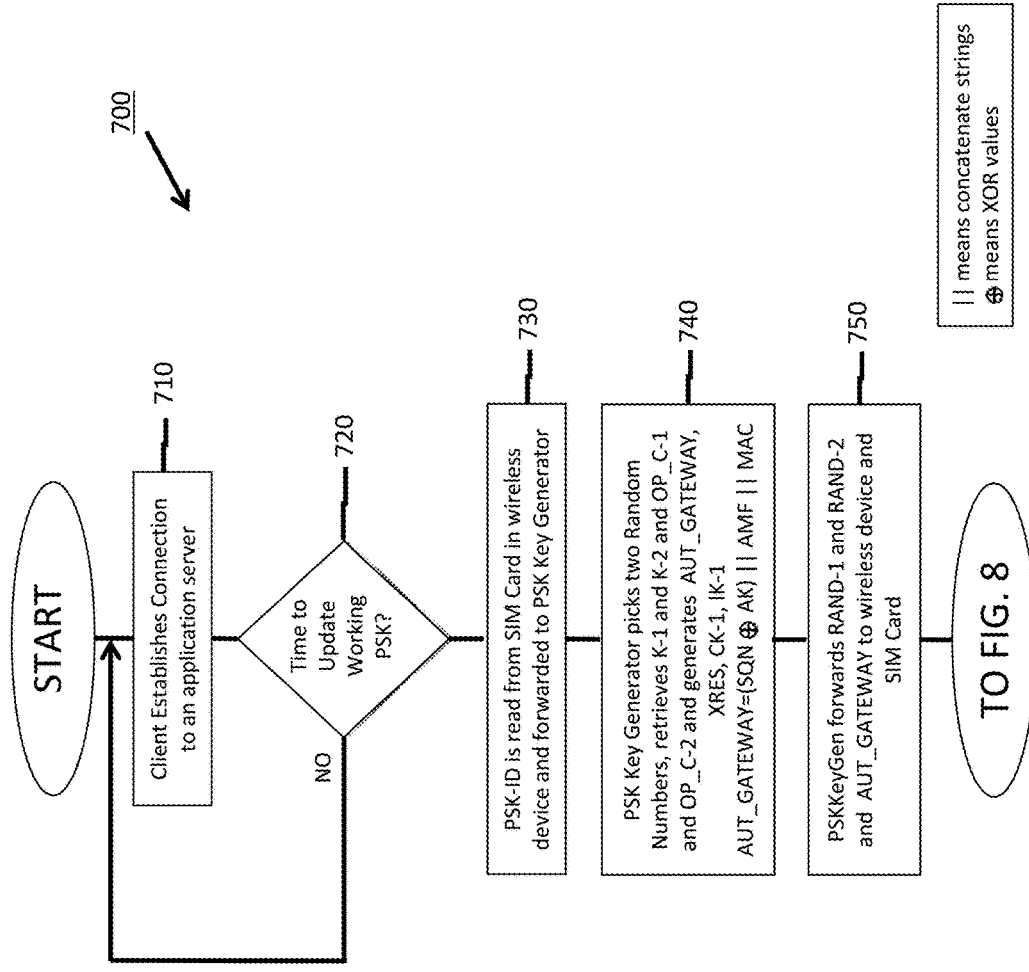 START
700
Client Establishes Connection
to an application server
710
Time to
Update
Working
PSK?
720
NO
PSK-ID is read from SIM Card in wireless
device and forwarded to PSK Key Generator
730
PSK Key Generator picks two Random
Numbers, retrieves K-1 and K-2 and OP_C-1
and OP_C-2 and generates AUT_GATEWAY,
XRES, CK-1, IK-1
AUT_GATEWAY=(SQN ⊕ AK) || AMF || MAC
740
PSKKeyGen forwards RAND-1 and RAND-2
and AUT_GATEWAY to wireless device and
SIM Card
750
TO FIG. 8
|| means concatenate strings
⊕ means XOR values